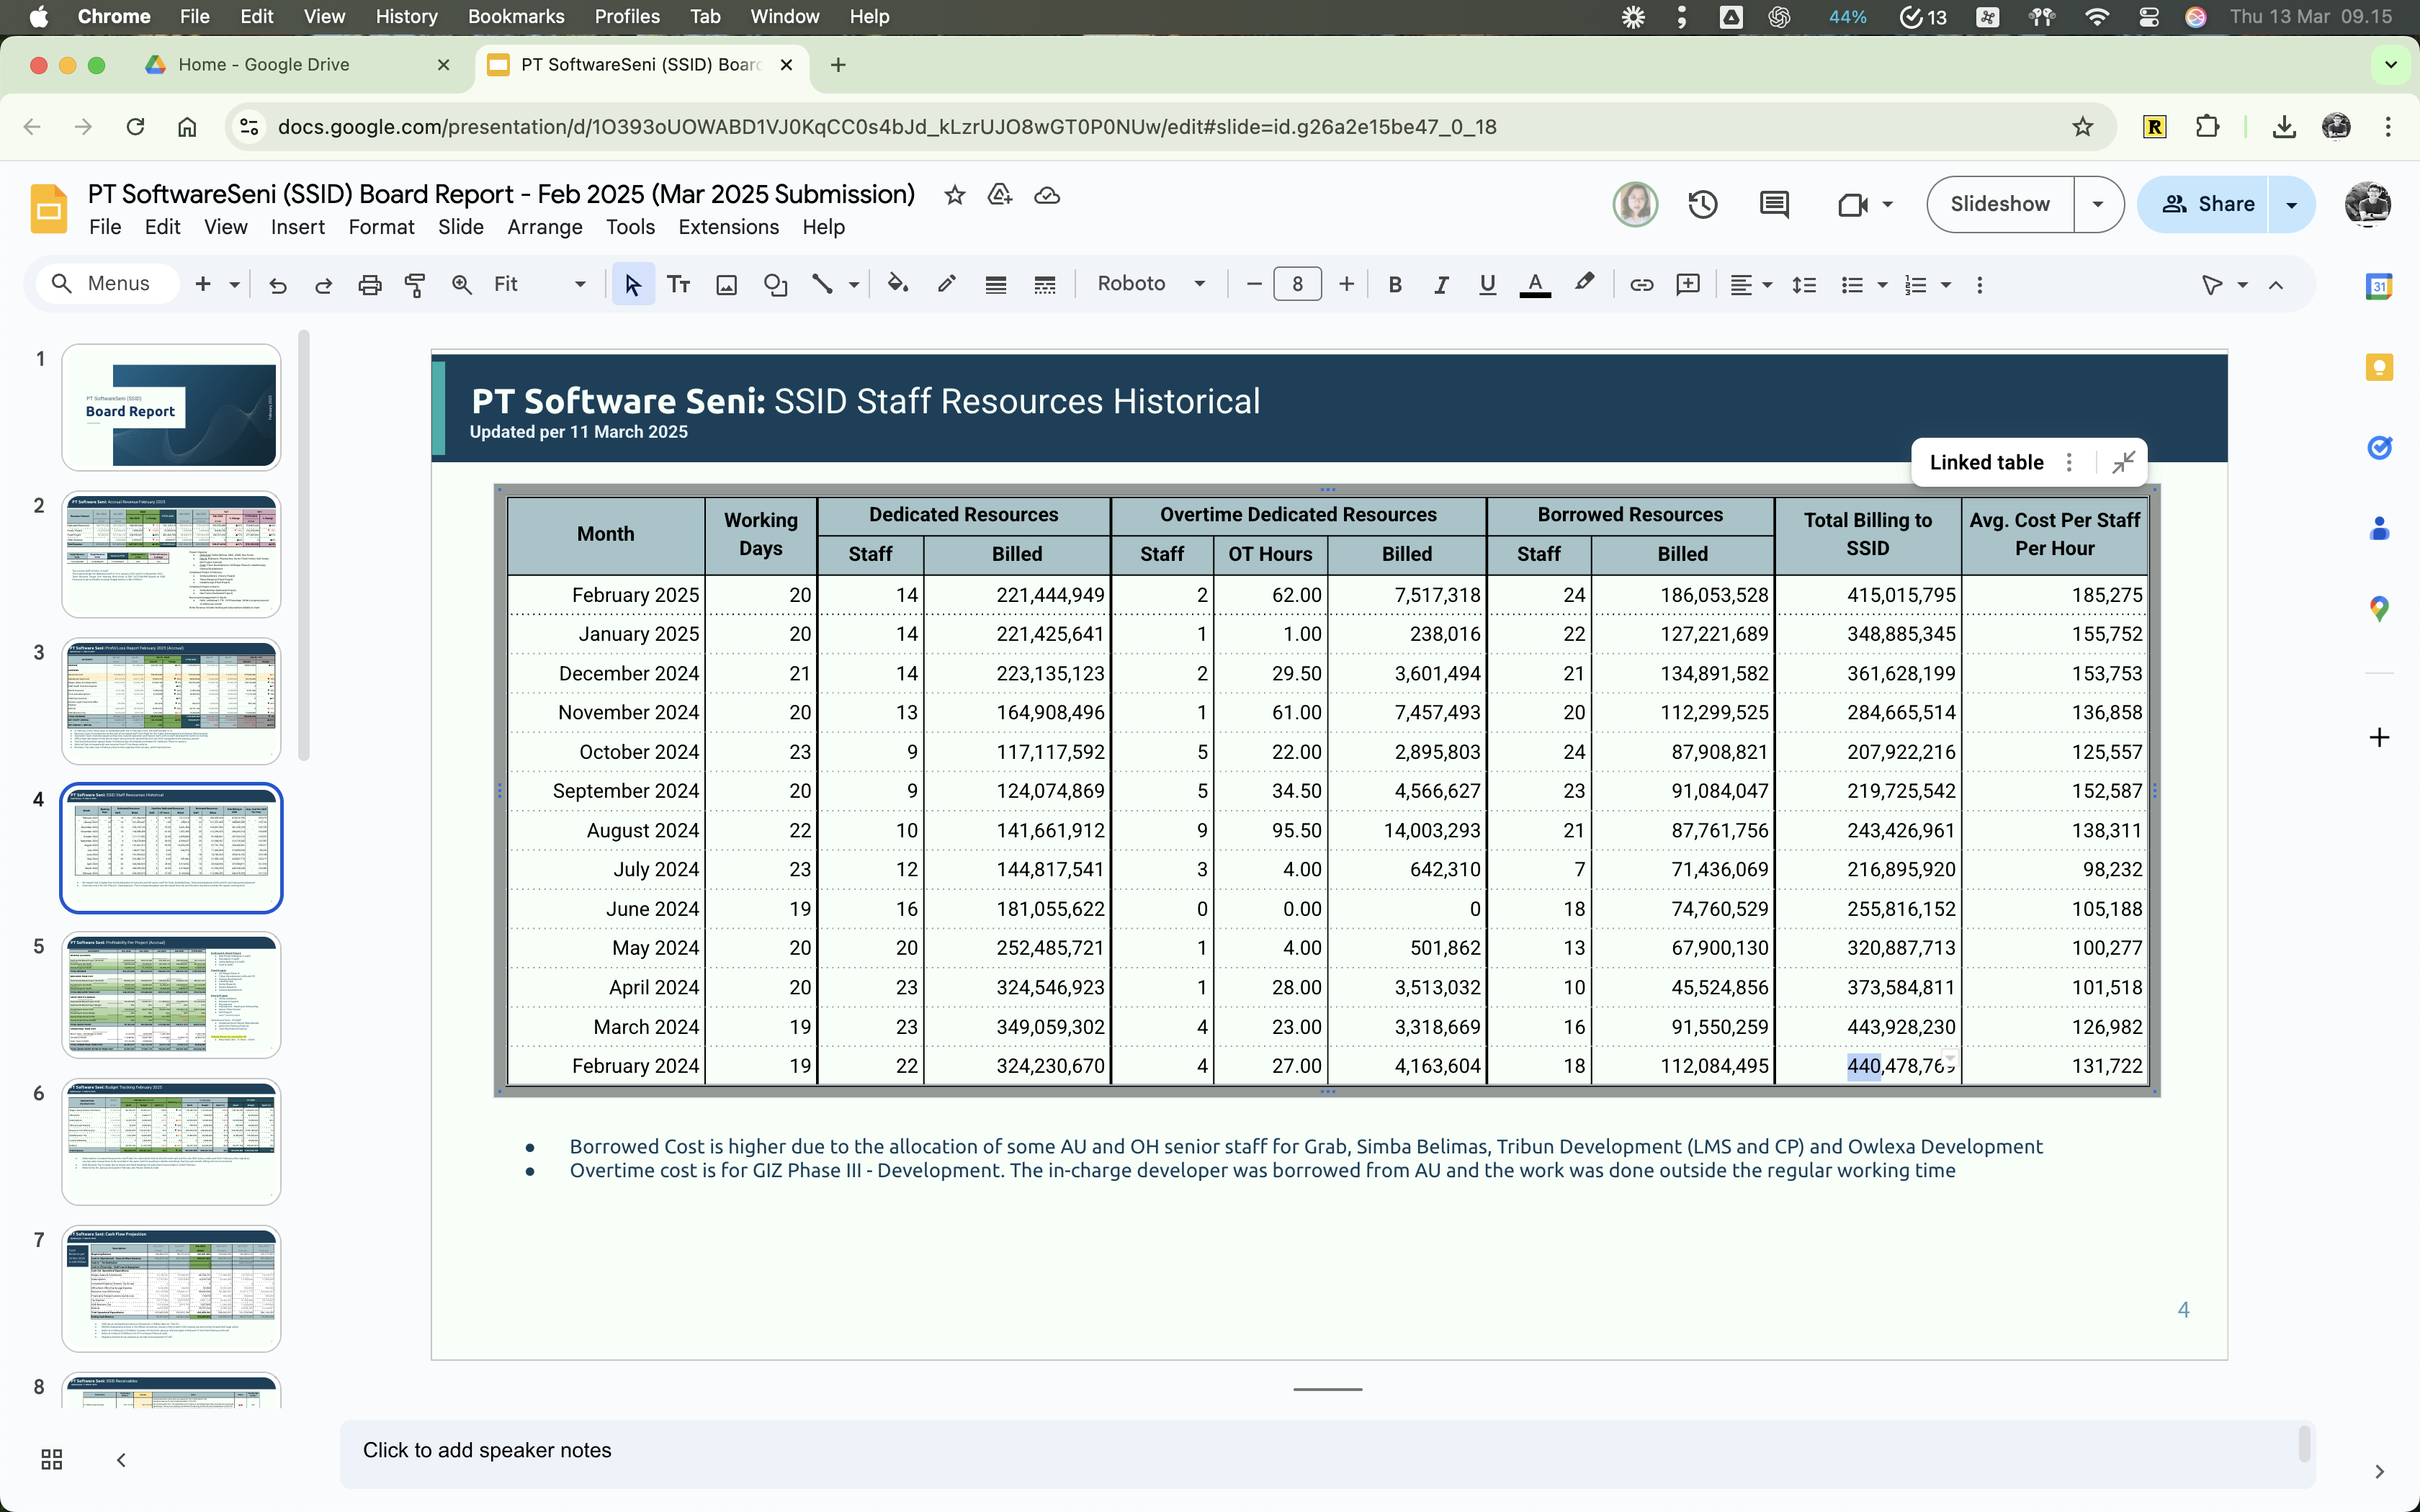 Chrome File Edit View History Bookmarks Profiles Tab Window Help 44% 13 Thu 13 Mar 09.15
Home - Google Drive
PT SoftwareSeni (SSID) Boar
docs.google.com/presentation/d/1O393oUOWABD1VJ0KqCC0s4bJd_kLzrUJO8wGT0P0NUw/edit#slide=id.g26a2e15be47_0_18
PT SoftwareSeni (SSID) Board Report - Feb 2025 (Mar 2025 Submission)
Slideshow
Share
File Edit View Insert Format Slide Arrange Tools Extensions Help
Menus Fit Roboto 8
1
PT SoftwareSeni (SSID)
Board Report
2
3
4
5
6
7
8
PT Software Seni: SSID Staff Resources Historical
Updated per 11 March 2025
Linked table
Month Working Days Dedicated Resources Overtime Dedicated Resources Borrowed Resources Total Billing to SSID Avg. Cost Per Staff Per Hour
Staff Billed Staff OT Hours Billed Staff Billed
February 2025 20 14 221,444,949 2 62.00 7,517,318 24 186,053,528 415,015,795 185,275
January 2025 20 14 221,425,641 1 1.00 238,016 22 127,221,689 348,885,345 155,752
December 2024 21 14 223,135,123 2 29.50 3,601,494 21 134,891,582 361,628,199 153,753
November 2024 20 13 164,908,496 1 61.00 7,457,493 20 112,299,525 284,665,514 136,858
October 2024 23 9 117,117,592 5 22.00 2,895,803 24 87,908,821 207,922,216 125,557
September 2024 20 9 124,074,869 5 34.50 4,566,627 23 91,084,047 219,725,542 152,587
August 2024 22 10 141,661,912 9 95.50 14,003,293 21 87,761,756 243,426,961 138,311
July 2024 23 12 144,817,541 3 4.00 642,310 7 71,436,069 216,895,920 98,232
June 2024 19 16 181,055,622 0 0.00 0 18 74,760,529 255,816,152 105,188
May 2024 20 20 252,485,721 1 4.00 501,862 13 67,900,130 320,887,713 100,277
April 2024 20 23 324,546,923 1 28.00 3,513,032 10 45,524,856 373,584,811 101,518
March 2024 19 23 349,059,302 4 23.00 3,318,669 16 91,550,259 443,928,230 126,982
February 2024 19 22 324,230,670 4 27.00 4,163,604 18 112,084,495 440,478,769 131,722
● Borrowed Cost is higher due to the allocation of some AU and OH senior staff for Grab, Simba Belimas, Tribun Development (LMS and CP) and Owlexa Development
● Overtime cost is for GIZ Phase III - Development. The in-charge developer was borrowed from AU and the work was done outside the regular working time
4
Click to add speaker notes